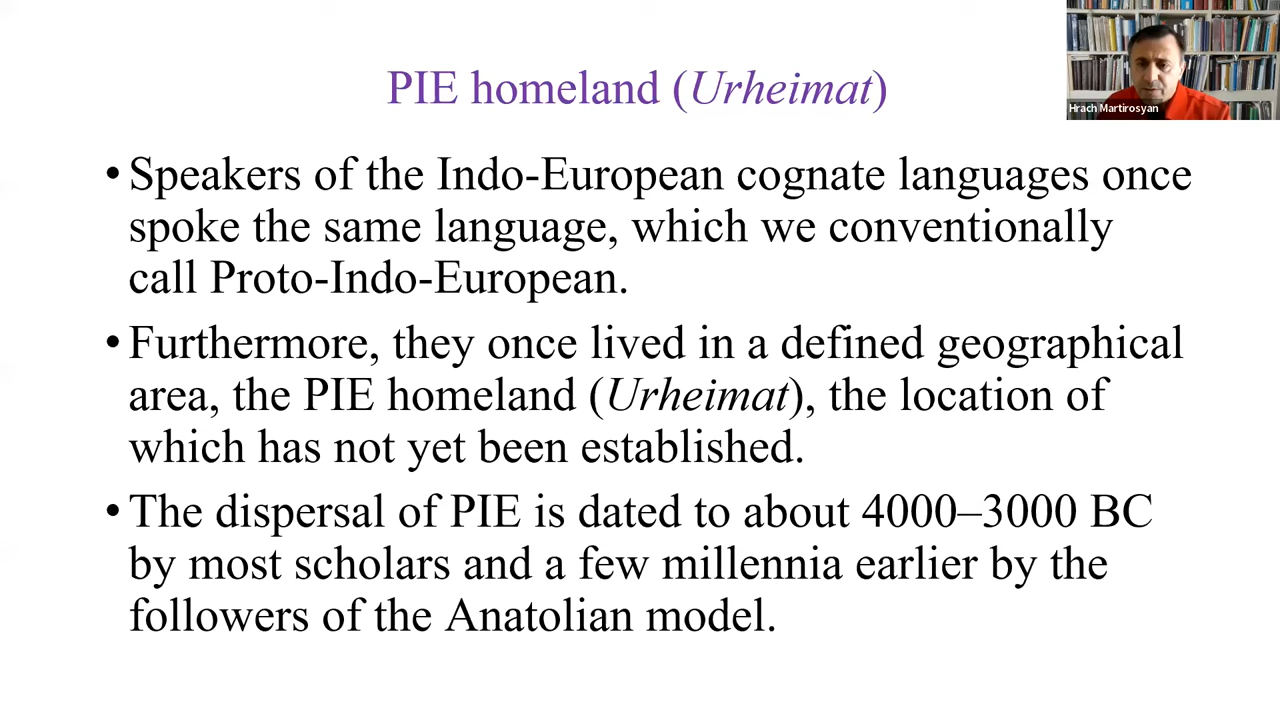 PIE homeland (Urheimat)
Hrach Martirosyan
• Speakers of the Indo-European cognate languages once
spoke the same language, which we conventionally
call Proto-Indo-European.
• Furthermore, they once lived in a defined geographical
area, the PIE homeland (Urheimat), the location of
which has not yet been established.
• The dispersal of PIE is dated to about 4000–3000 BC
by most scholars and a few millennia earlier by the
followers of the Anatolian model.